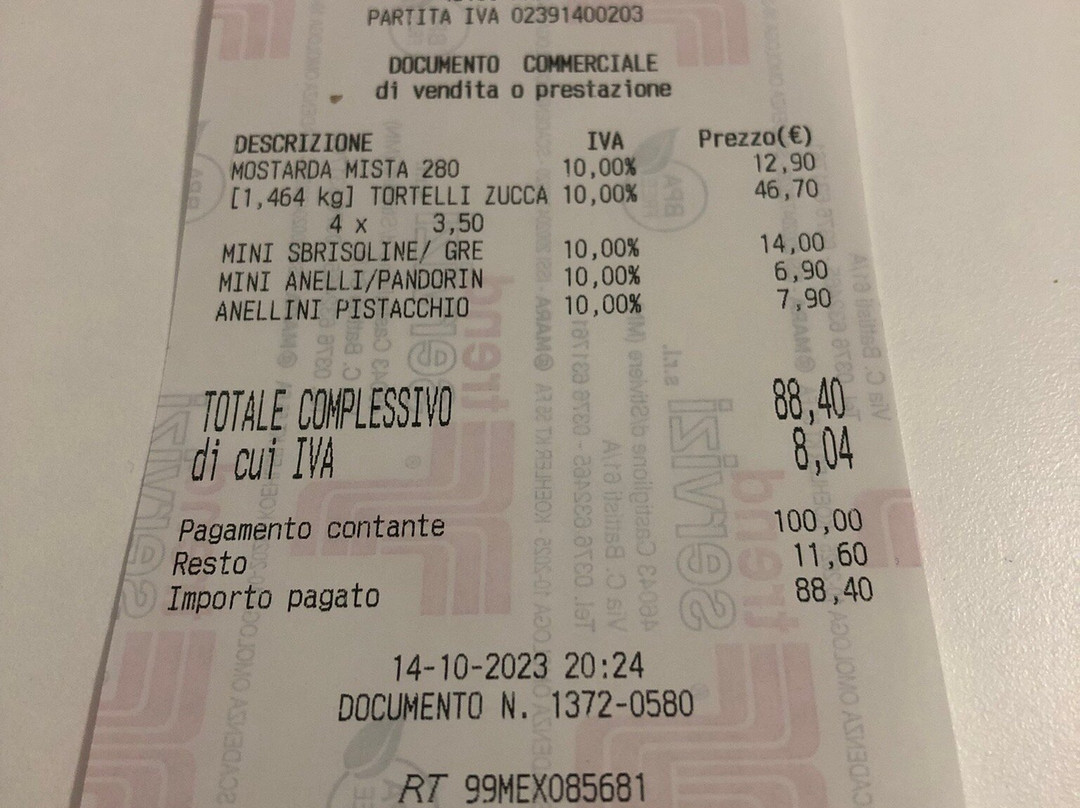 PARTITA IVA 02391400203
DOCUMENTO COMMERCIALE
di vendita o prestazione
DESCRIZIONE IVA Prezzo(€)
MOSTARDA MISTA 280 10,00% 12,90
[1,464 kg] TORTELLI ZUCCA 10,00% 46,70
4 x 3,50
MINI SBRISOLINE/ GRE 10,00% 14,00
MINI ANELLI/PANDORIN 10,00% 6,90
ANELLINI PISTACCHIO 10,00% 7,90
TOTALE COMPLESSIVO 88,40
di cui IVA 8,04
Pagamento contante 100,00
Resto 11,60
Importo pagato 88,40
14-10-2023 20:24
DOCUMENTO N. 1372-0580
RT 99MEX085681